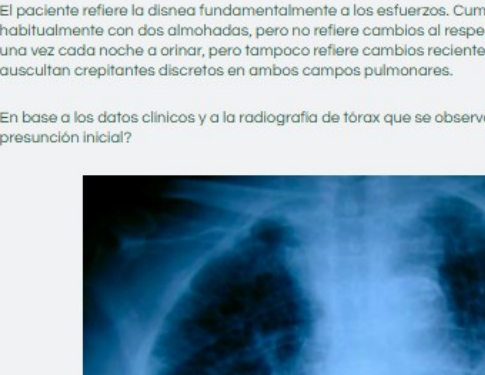 El paciente refiere la disnea fundamentalmente a los esfuerzos. Cum
habitualmente con dos almohadas, pero no refiere cambios al respe
una vez cada noche a orinar, pero tampoco refiere cambios reciente
auscultan crepitantes discretos en ambos campos pulmonares.
En base a los datos clínicos y a la radiografía de tórax que se observ
presunción inicial?